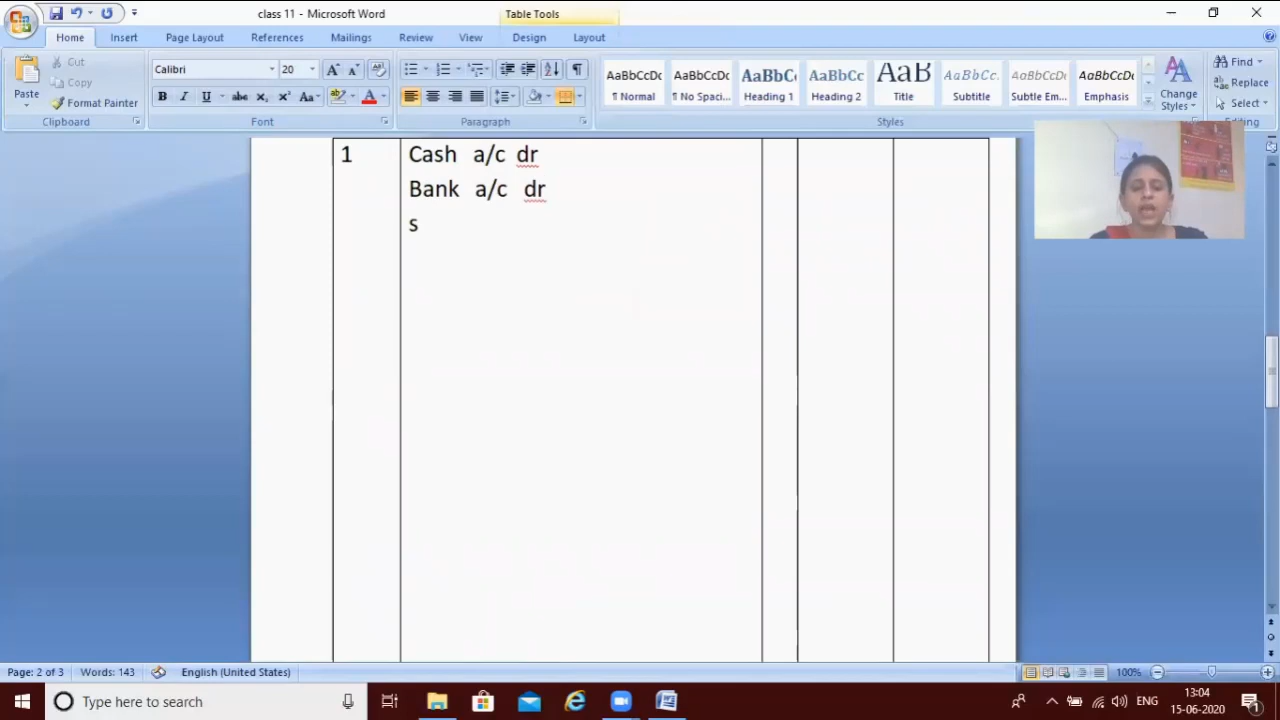 class 11 - Microsoft Word
Table Tools
Home Insert Page Layout References Mailings Review View Design Layout
Paste
Cut
Copy
Format Painter
Clipboard
Calibri 20
Font
Paragraph
AaBbCcDc AaBbCcDc AaBbC AaBbCc AaB AaBbCc. AaBbCcDc AaBbCcDc
¶ Normal ¶ No Spaci... Heading 1 Heading 2 Title Subtitle Subtle Em... Emphasis
Change
Styles
Styles
Find
Replace
Select
Editing
1 Cash a/c dr
Bank a/c dr
s
Page: 2 of 3 Words: 143 English (United States) 100%
Type here to search
ENG
13:04
15-06-2020